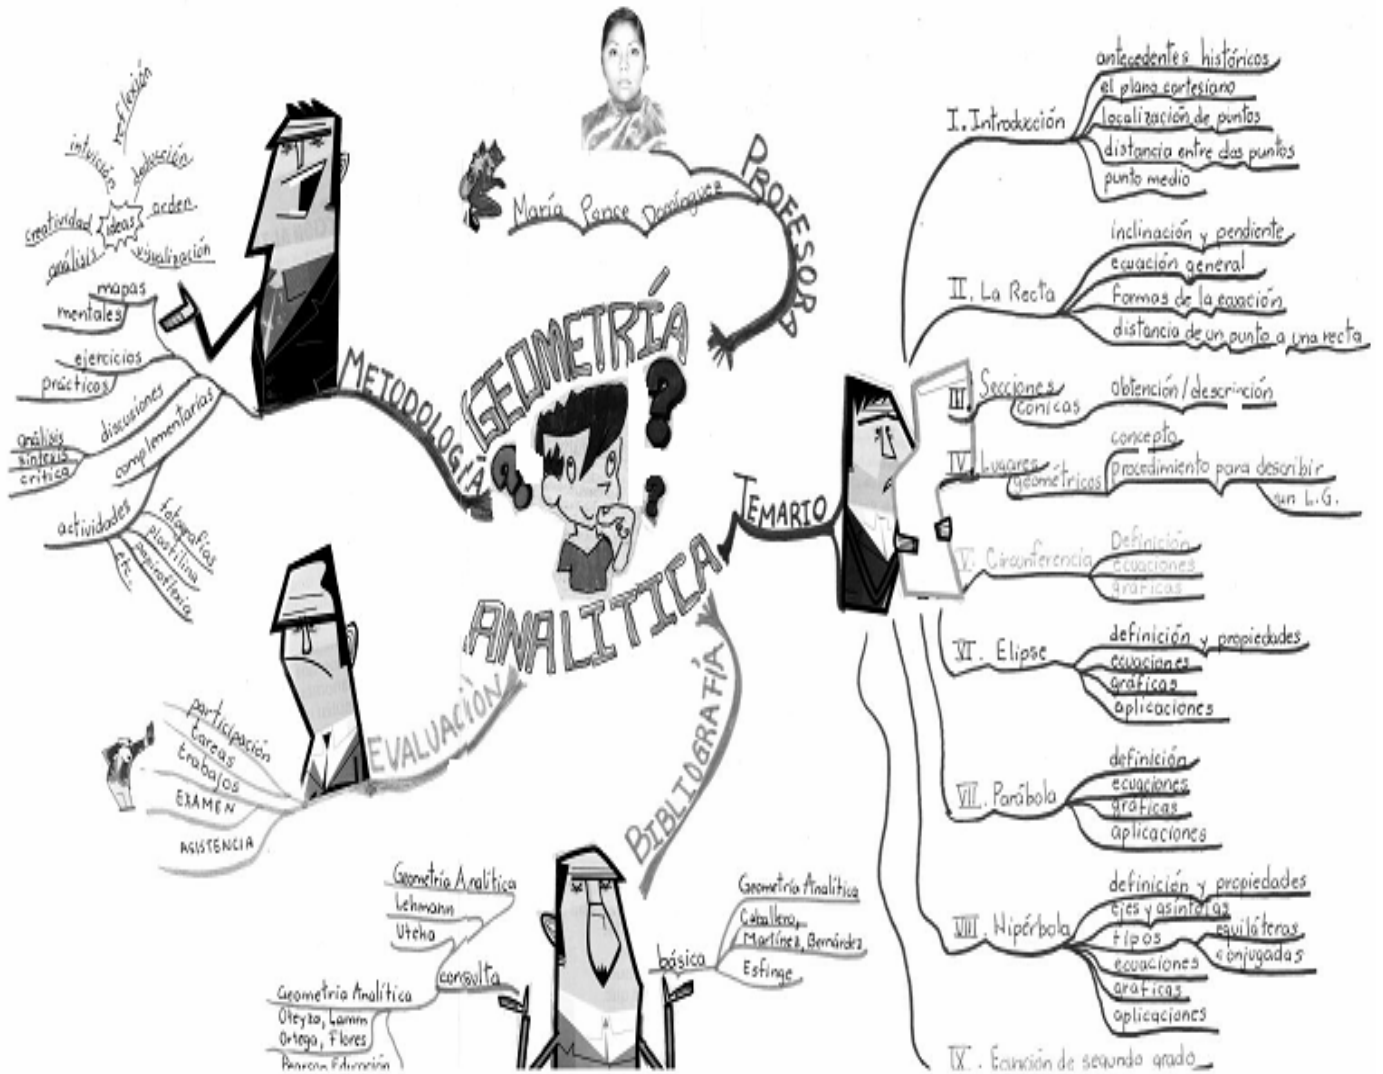 GEOMETRÍA
ANALITICA
PROFESORA
María Ponce Domínguez
TEMARIO
I. Introducción
antecedentes históricos
el plano cartesiano
localización de puntos
distancia entre dos puntos
punto medio
II. La Recta
inclinación y pendiente
ecuación general
formas de la ecuación
distancia de un punto a una recta
III. Secciones
cónicas
obtención/descripción
IV. Lugares
geométricos
concepto
procedimiento para describir
un L.G.
V. Circunferencia
Definición
ecuaciones
gráficas
VI. Elipse
definición y propiedades
ecuaciones
gráficas
aplicaciones
VII. Parábola
definición
ecuaciones
gráficas
aplicaciones
VIII. Hipérbola
definición y propiedades
ejes y asíntotas
tipos
equiláteras
conjugadas
ecuaciones
gráficas
aplicaciones
IX. Ecuación de segundo grado
BIBLIOGRAFÍA
básica
Geometría Analítica
Caballero,
Martínez, Bernárdez
Esfinge
consulta
Geometría Analítica
Lehmann
Uteha
Geometría Analítica
Oteyza, Lamm
Ortega, Flores
Pearson Educación
EVALUACIÓN
participación
tareas
trabajos
EXAMEN
ASISTENCIA
METODOLOGÍA
mapas
mentales
ideas
reflexión
intuición
deducción
creatividad
orden
análisis
visualización
ejercicios
prácticos
discusiones
análisis
síntesis
crítica
actividades
complementarias
fotografías
plastilina
papiroflexia
etc.